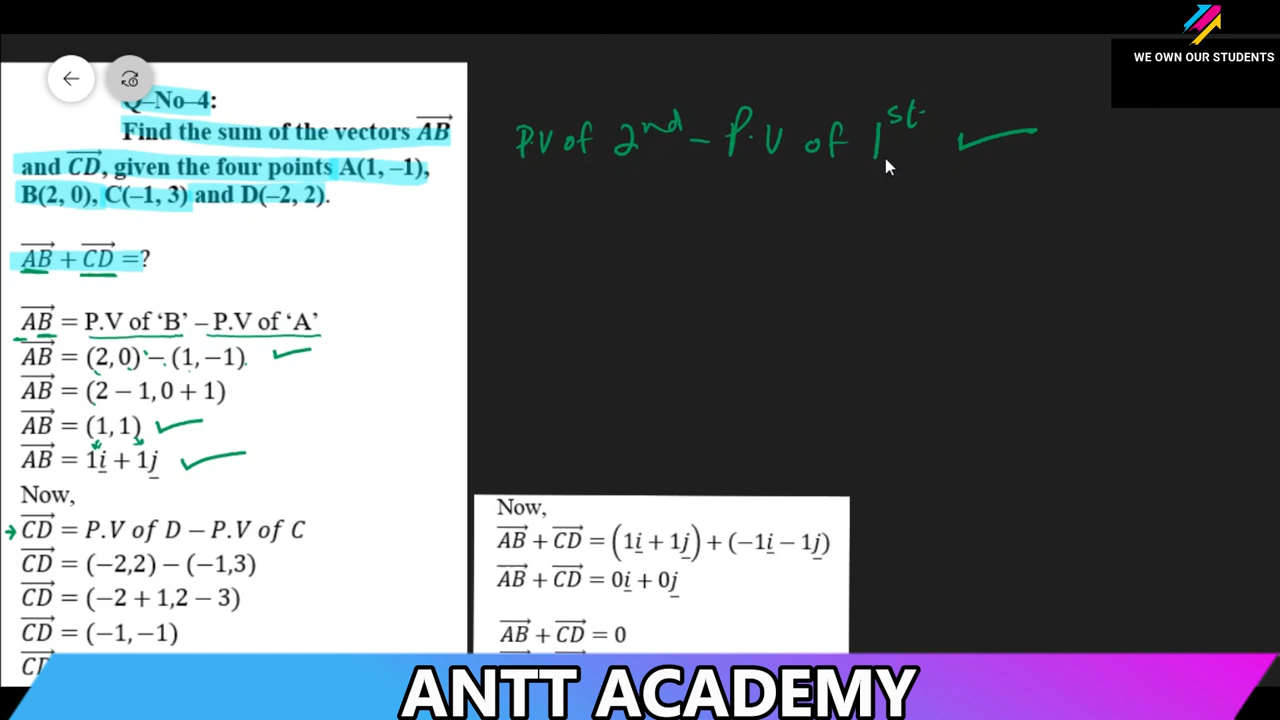 WE OWN OUR STUDENTS
Q–No–4:
Find the sum of the vectors AB
and CD, given the four points A(1, –1),
B(2, 0), C(–1, 3) and D(–2, 2).
AB + CD =?
AB = P.V of ‘B’ – P.V of ‘A’
AB = (2, 0) – (1, –1)
AB = (2 – 1, 0 + 1)
AB = (1, 1)
AB = 1i + 1j
Now,
CD = P.V of D – P.V of C
CD = (–2,2) – (–1,3)
CD = (–2 + 1,2 – 3)
CD = (–1, –1)
P.V of 2nd – P.V of 1st
Now,
AB + CD = (1i + 1j) + (–1i – 1j)
AB + CD = 0i + 0j
AB + CD = 0
ANTT ACADEMY